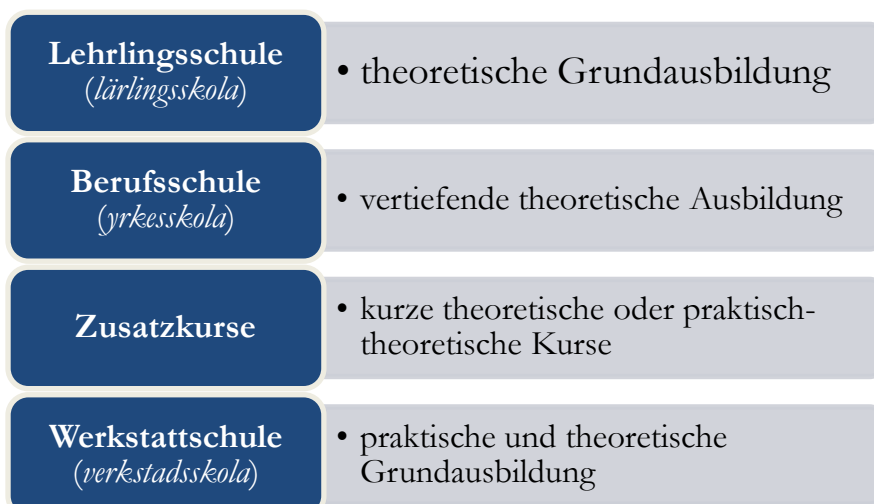 Lehrlingsschule
(lärlingsskola)
• theoretische Grundausbildung
Berufsschule
(yrkesskola)
• vertiefende theoretische Ausbildung
Zusatzkurse
• kurze theoretische oder praktisch-
theoretische Kurse
Werkstattschule
(verkstadsskola)
• praktische und theoretische
Grundausbildung